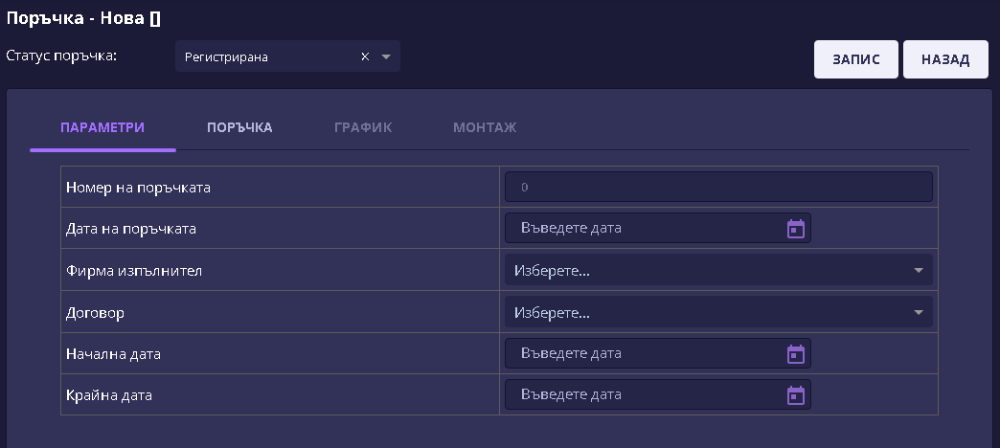 Поръчка - Нова []
Статус поръчка: Регистрирана ×
ЗАПИС НАЗАД
ПАРАМЕТРИ ПОРЪЧКА ГРАФИК МОНТАЖ
Номер на поръчката 0
Дата на поръчката Въведете дата
Фирма изпълнител Изберете...
Договор Изберете...
Начална дата Въведете дата
Крайна дата Въведете дата